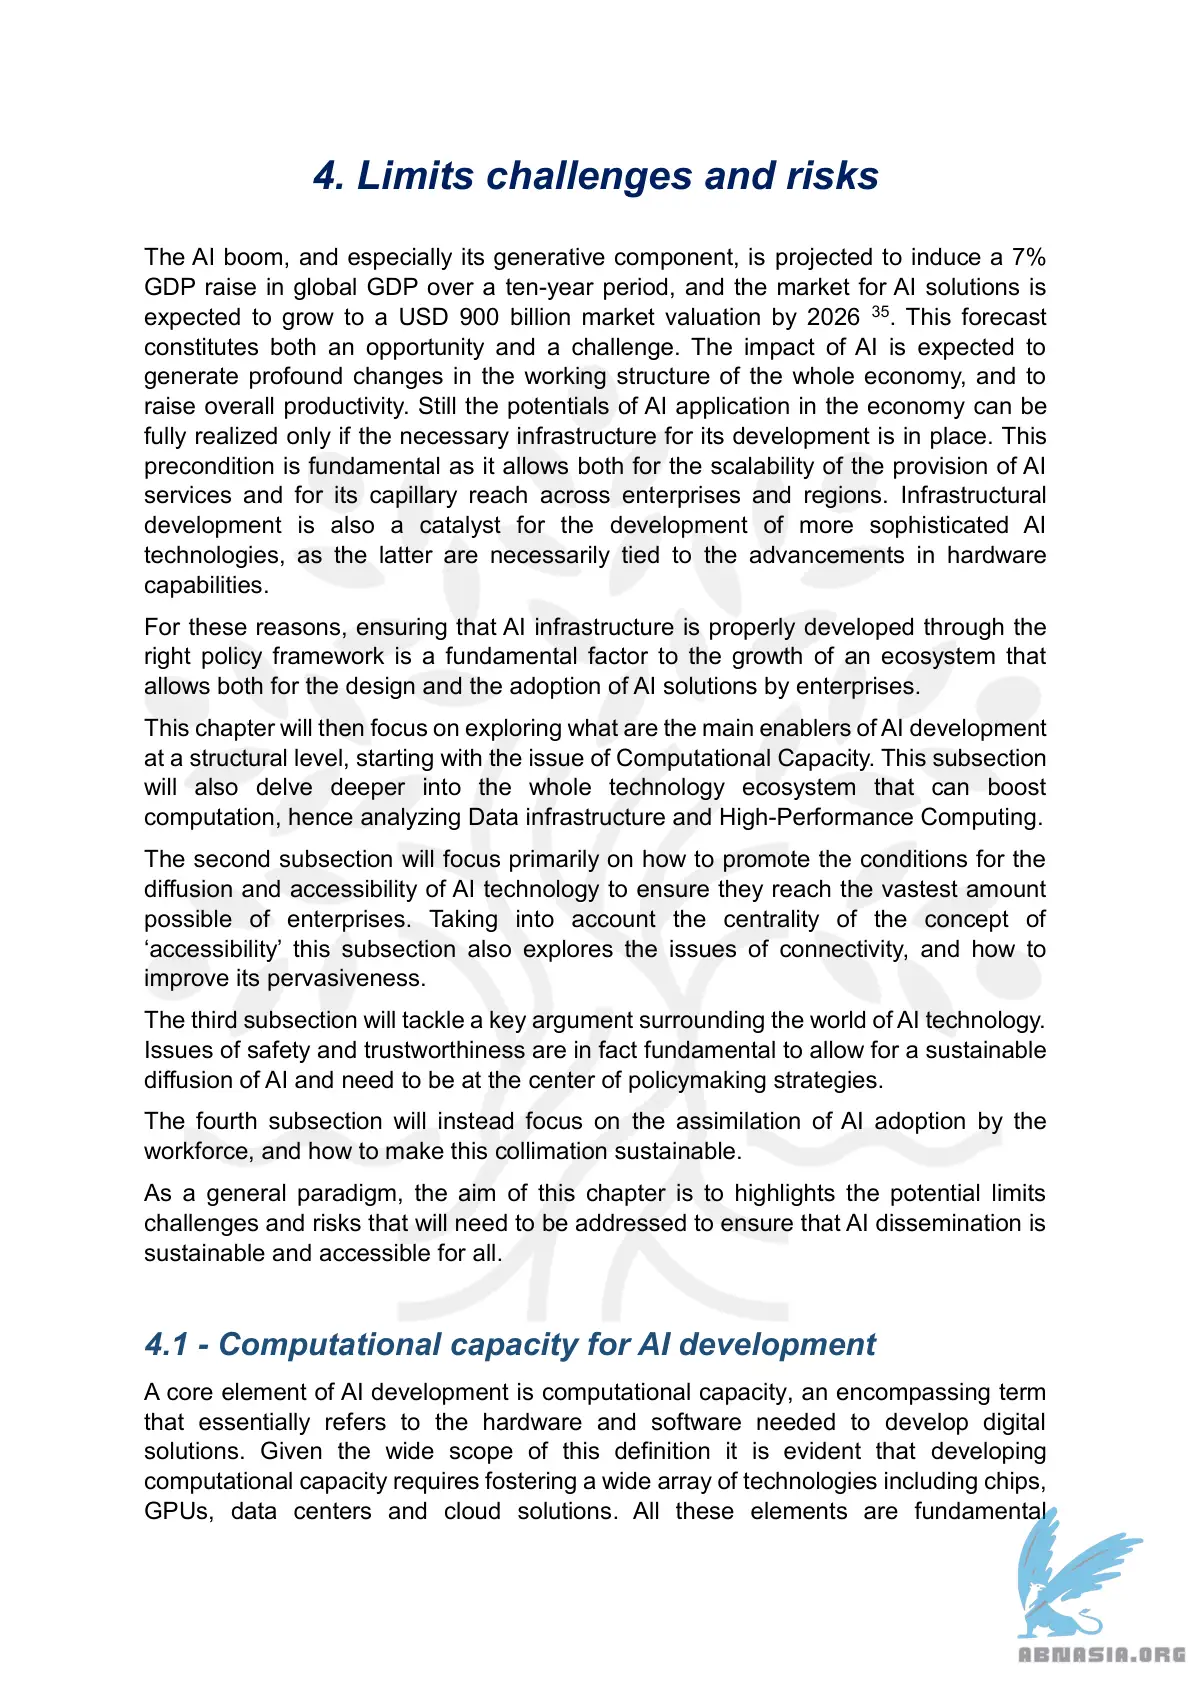 4. Limits challenges and risks
The AI boom, and especially its generative component, is projected to induce a 7%
GDP raise in global GDP over a ten-year period, and the market for AI solutions is
expected to grow to a USD 900 billion market valuation by 2026 35. This forecast
constitutes both an opportunity and a challenge. The impact of AI is expected to
generate profound changes in the working structure of the whole economy, and to
raise overall productivity. Still the potentials of AI application in the economy can be
fully realized only if the necessary infrastructure for its development is in place. This
precondition is fundamental as it allows both for the scalability of the provision of AI
services and for its capillary reach across enterprises and regions. Infrastructural
development is also a catalyst for the development of more sophisticated AI
technologies, as the latter are necessarily tied to the advancements in hardware
capabilities.
For these reasons, ensuring that AI infrastructure is properly developed through the
right policy framework is a fundamental factor to the growth of an ecosystem that
allows both for the design and the adoption of AI solutions by enterprises.
This chapter will then focus on exploring what are the main enablers of AI development
at a structural level, starting with the issue of Computational Capacity. This subsection
will also delve deeper into the whole technology ecosystem that can boost
computation, hence analyzing Data infrastructure and High-Performance Computing.
The second subsection will focus primarily on how to promote the conditions for the
diffusion and accessibility of AI technology to ensure they reach the vastest amount
possible of enterprises. Taking into account the centrality of the concept of
‘accessibility’ this subsection also explores the issues of connectivity, and how to
improve its pervasiveness.
The third subsection will tackle a key argument surrounding the world of AI technology.
Issues of safety and trustworthiness are in fact fundamental to allow for a sustainable
diffusion of AI and need to be at the center of policymaking strategies.
The fourth subsection will instead focus on the assimilation of AI adoption by the
workforce, and how to make this collimation sustainable.
As a general paradigm, the aim of this chapter is to highlights the potential limits
challenges and risks that will need to be addressed to ensure that AI dissemination is
sustainable and accessible for all.
4.1 - Computational capacity for AI development
A core element of AI development is computational capacity, an encompassing term
that essentially refers to the hardware and software needed to develop digital
solutions. Given the wide scope of this definition it is evident that developing
computational capacity requires fostering a wide array of technologies including chips,
GPUs, data centers and cloud solutions. All these elements are fundamental
ABNASIA.ORG